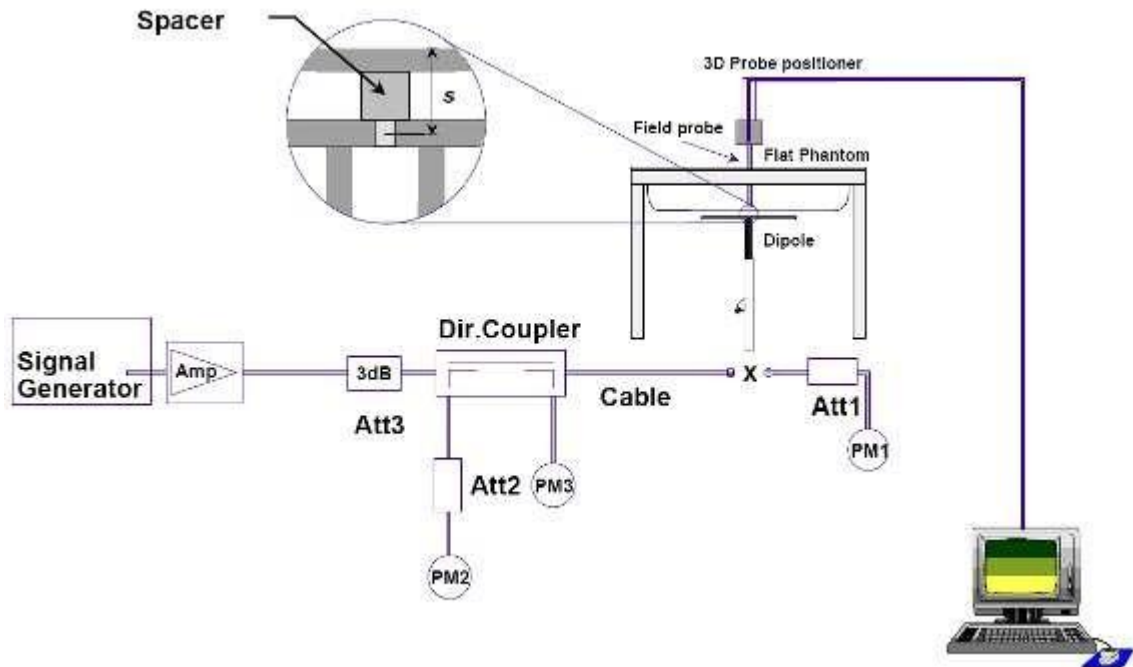 Spacer
s
3D Probe positioner
Field probe
Flat Phantom
Dipole
Dir.Coupler
Signal
Generator
Amp
3dB
Att3
Cable
X
Att1
PM1
Att2
PM3
PM2